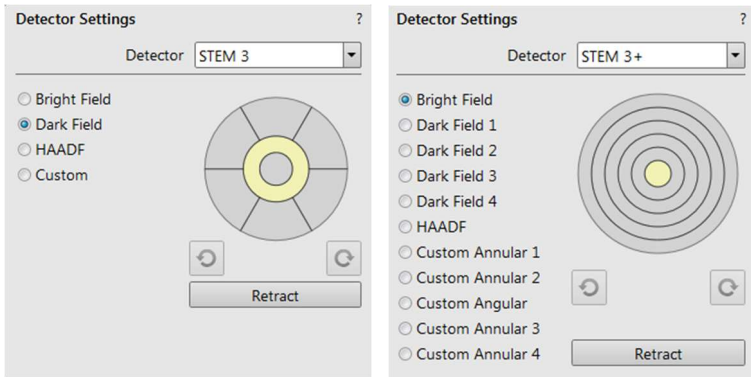 Detector Settings ?
Detector STEM 3
Bright Field
Dark Field
HAADF
Custom
Retract
Detector Settings ?
Detector STEM 3+
Bright Field
Dark Field 1
Dark Field 2
Dark Field 3
Dark Field 4
HAADF
Custom Annular 1
Custom Annular 2
Custom Angular
Custom Annular 3
Custom Annular 4
Retract